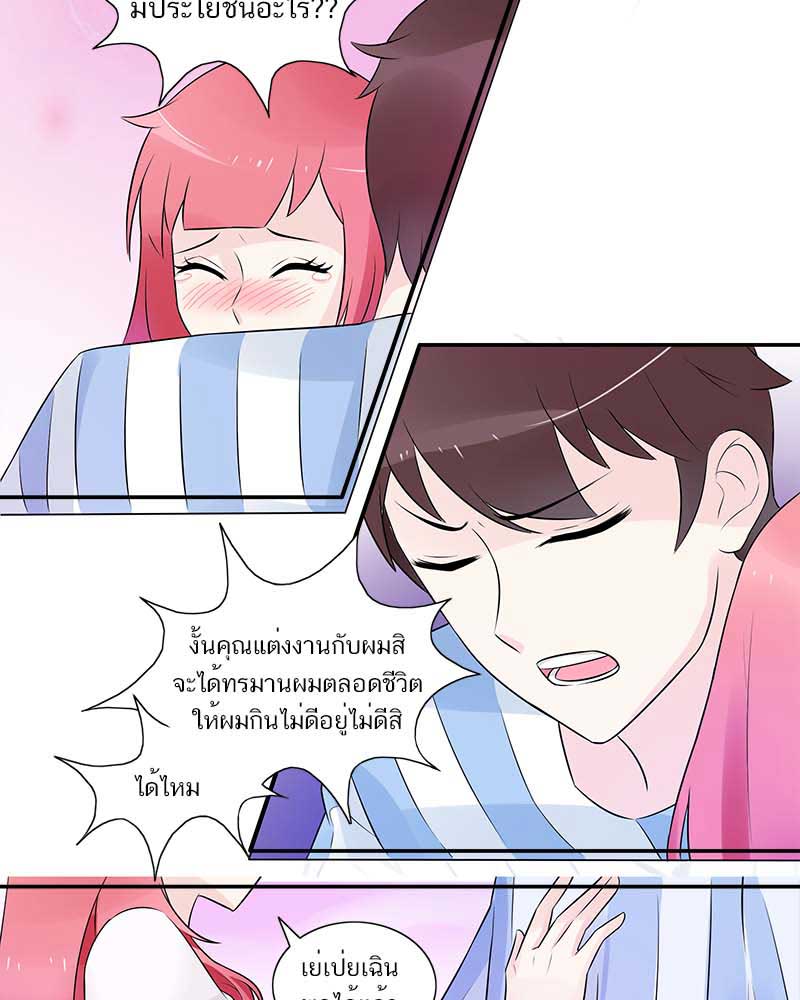 มีประโยชน์อะไร??
งั้นคุณแต่งงานกับผมสิ
จะได้ทรมานผมตลอดชีวิต
ให้ผมกินไม่ดีอยู่ไม่ดีสิ
ได้ไหม
เย่เปยเฉิน